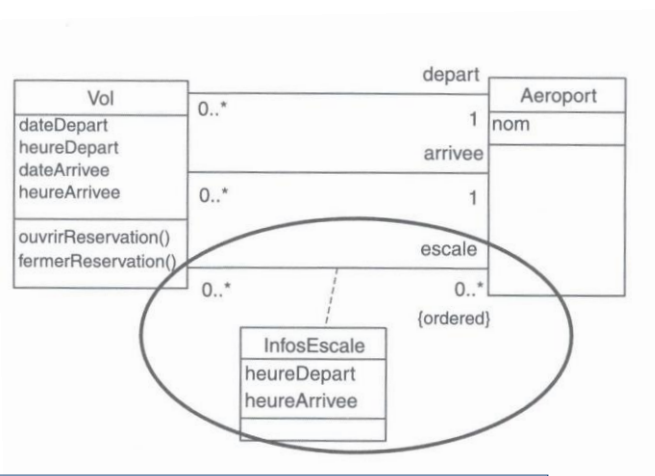 depart
Vol
Aeroport
0..*
1
dateDepart
heureDepart
dateArrivee
heureArrivee
nom
arrivee
0..*
1
ouvrirReservation()
fermerReservation()
escale
0..*
0..*
{ordered}
InfosEscale
heureDepart
heureArrivee